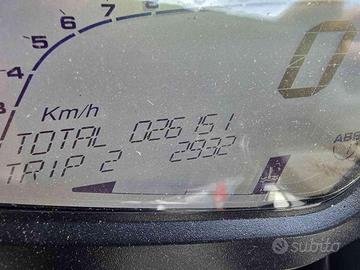 5 6 7 8
4
3
0
Km/h
TOTAL 026151
TRIP 2 2932
ABS
subito